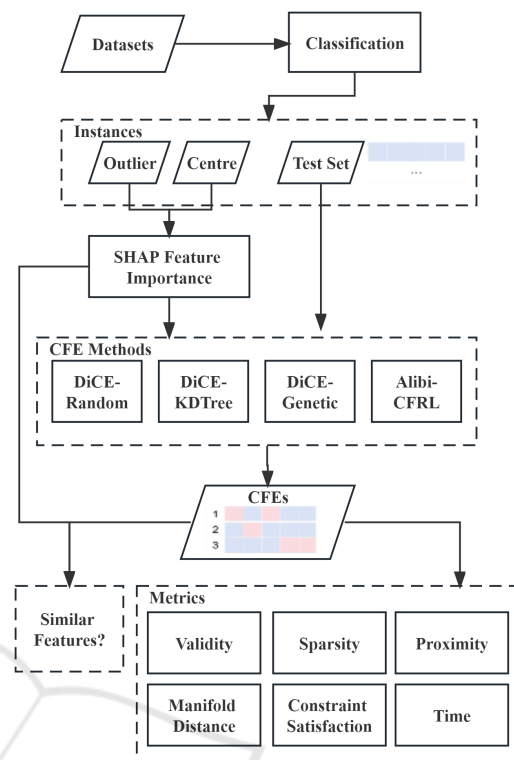 Datasets
Classification
Instances
Outlier
Centre
Test Set
...
SHAP Feature
Importance
CFE Methods
DiCE-
Random
DiCE-
KDTree
DiCE-
Genetic
Alibi-
CFRL
CFEs
1
2
3
Similar
Features?
Metrics
Validity
Sparsity
Proximity
Manifold
Distance
Constraint
Satisfaction
Time